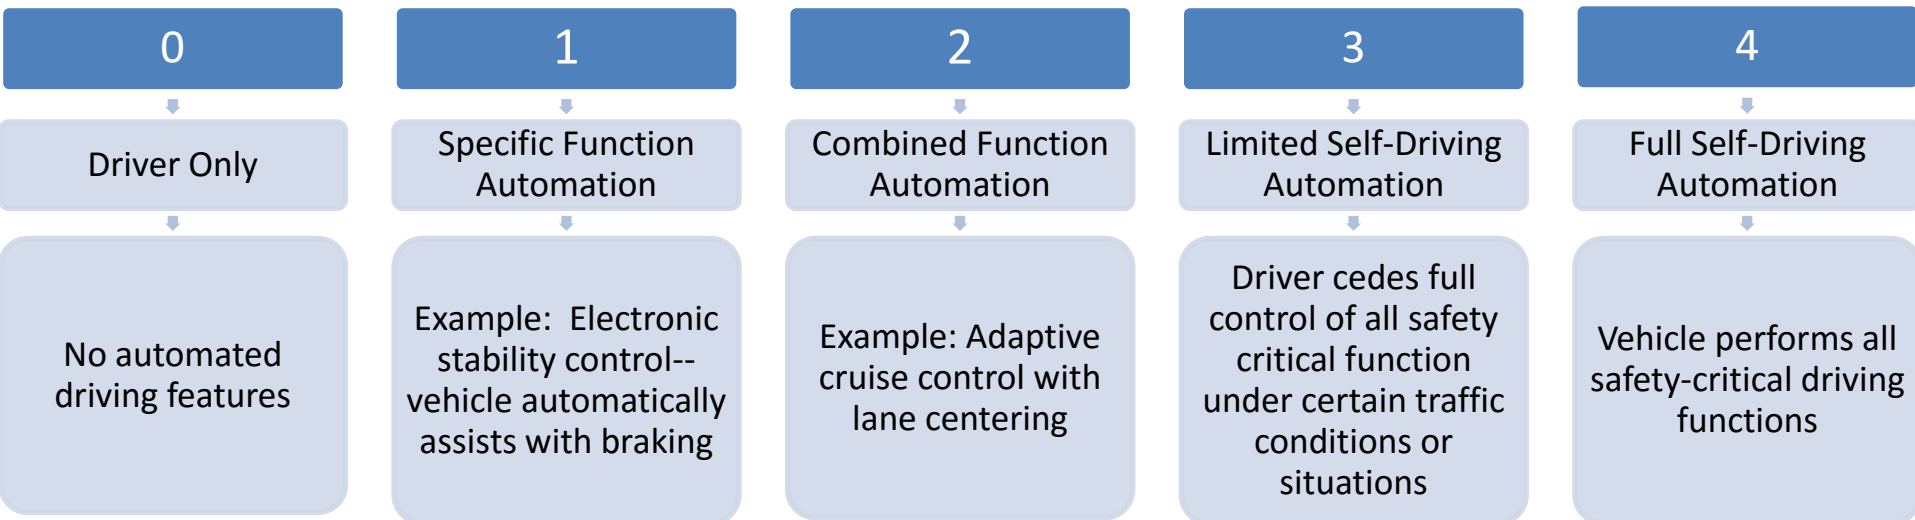 0
Driver Only
No automated
driving features
1
Specific Function
Automation
Example:  Electronic
stability control--
vehicle automatically
assists with braking
2
Combined Function
Automation
Example: Adaptive
cruise control with
lane centering
3
Limited Self-Driving
Automation
Driver cedes full
control of all safety
critical function
under certain traffic
conditions or
situations
4
Full Self-Driving
Automation
Vehicle performs all
safety-critical driving
functions